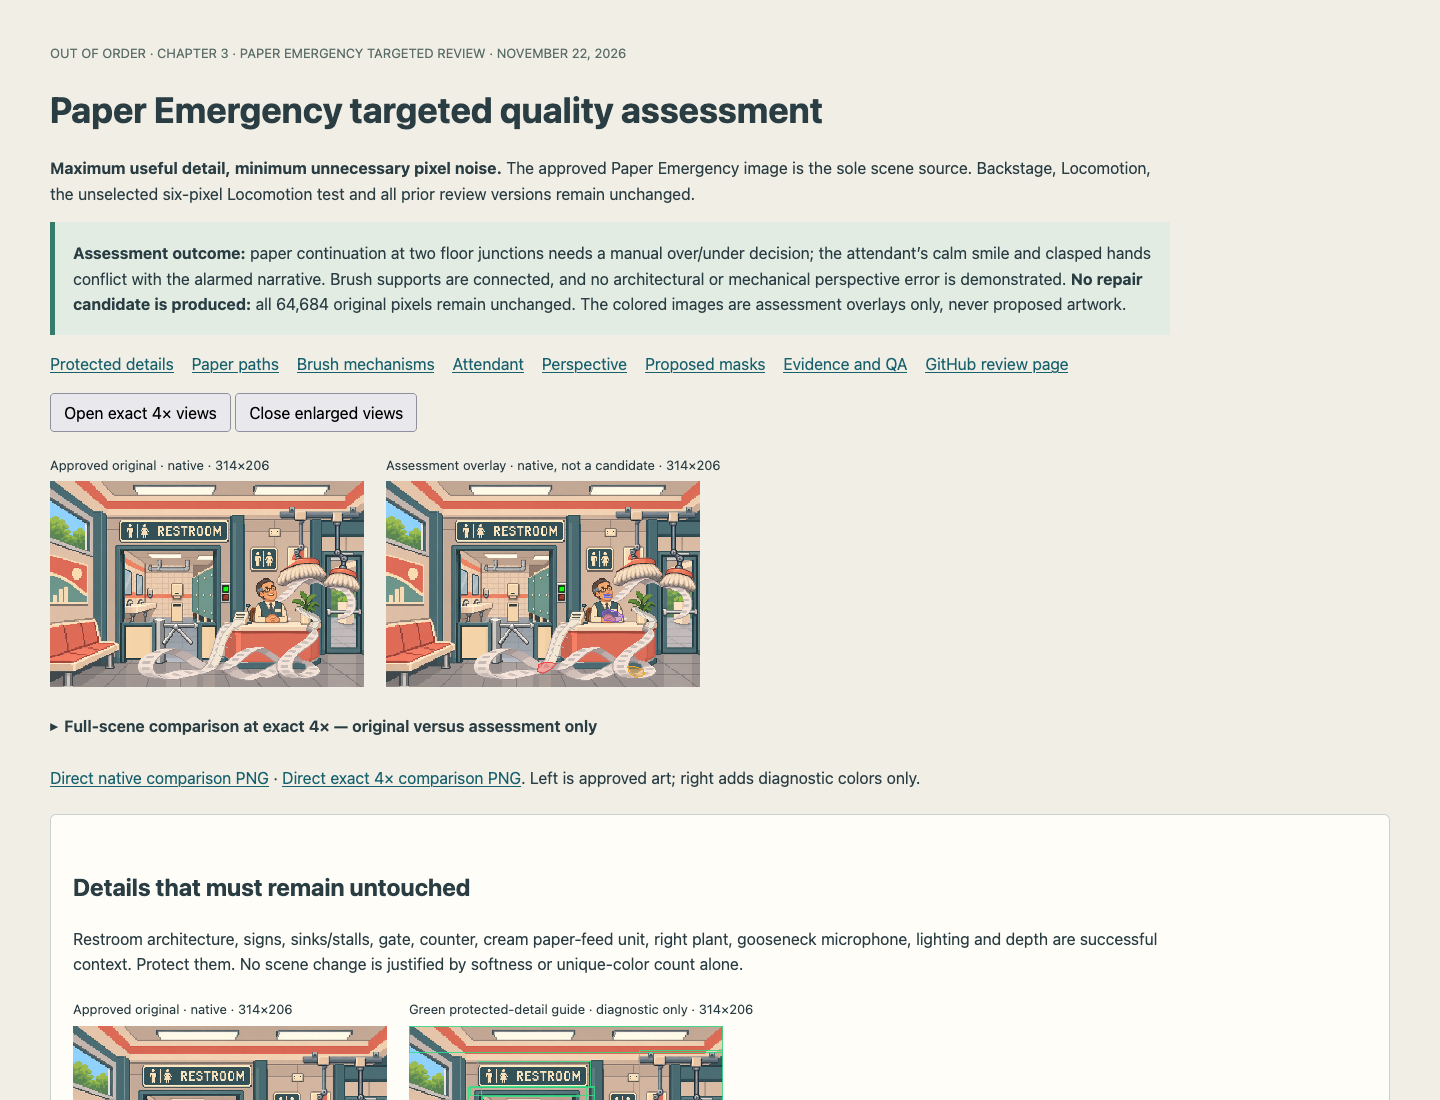 OUT OF ORDER · CHAPTER 3 · PAPER EMERGENCY TARGETED REVIEW · NOVEMBER 22, 2026
Paper Emergency targeted quality assessment
Maximum useful detail, minimum unnecessary pixel noise. The approved Paper Emergency image is the sole scene source. Backstage, Locomotion,
the unselected six-pixel Locomotion test and all prior review versions remain unchanged.
Assessment outcome: paper continuation at two floor junctions needs a manual over/under decision; the attendant’s calm smile and clasped hands
conflict with the alarmed narrative. Brush supports are connected, and no architectural or mechanical perspective error is demonstrated. No repair
candidate is produced: all 64,684 original pixels remain unchanged. The colored images are assessment overlays only, never proposed artwork.
Protected details Paper paths Brush mechanisms Attendant Perspective Proposed masks Evidence and QA GitHub review page
Open exact 4× views Close enlarged views
Approved original · native · 314×206 Assessment overlay · native, not a candidate · 314×206
RESTROOM RESTROOM
▸ Full-scene comparison at exact 4× — original versus assessment only
Direct native comparison PNG · Direct exact 4× comparison PNG. Left is approved art; right adds diagnostic colors only.
Details that must remain untouched
Restroom architecture, signs, sinks/stalls, gate, counter, cream paper-feed unit, right plant, gooseneck microphone, lighting and depth are successful
context. Protect them. No scene change is justified by softness or unique-color count alone.
Approved original · native · 314×206 Green protected-detail guide · diagnostic only · 314×206
RESTROOM RESTROOM